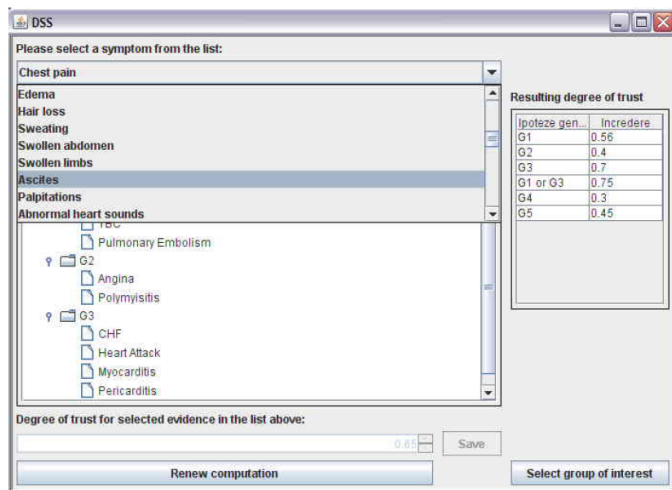 DSS
Please select a symptom from the list:
Chest pain
Edema
Hair loss
Sweating
Swollen abdomen
Swollen limbs
Ascites
Palpitations
Abnormal heart sounds
TBC
Pulmonary Embolism
G2
Angina
Polymyisitis
G3
CHF
Heart Attack
Myocarditis
Pericarditis
Resulting degree of trust
Ipoteze gen... Incredere
G1 0.56
G2 0.4
G3 0.7
G1 or G3 0.75
G4 0.3
G5 0.45
Degree of trust for selected evidence in the list above:
0.65 Save
Renew computation Select group of interest